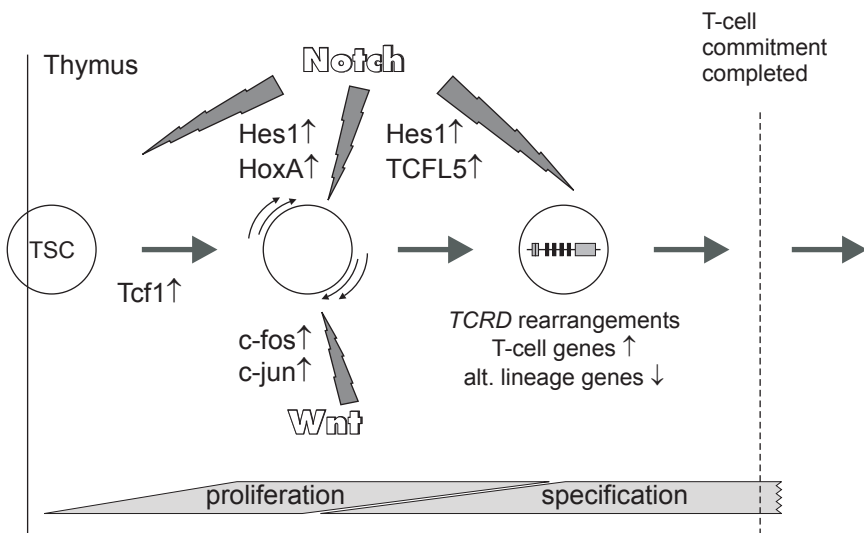 Thymus
Notch
T-cell
commitment
completed
Hes1↑
HoxA↑
Hes1↑
TCFL5↑
TSC
Tcf1↑
c-fos↑
c-jun↑
Wnt
TCRD rearrangements
T-cell genes ↑
alt. lineage genes ↓
proliferation
specification